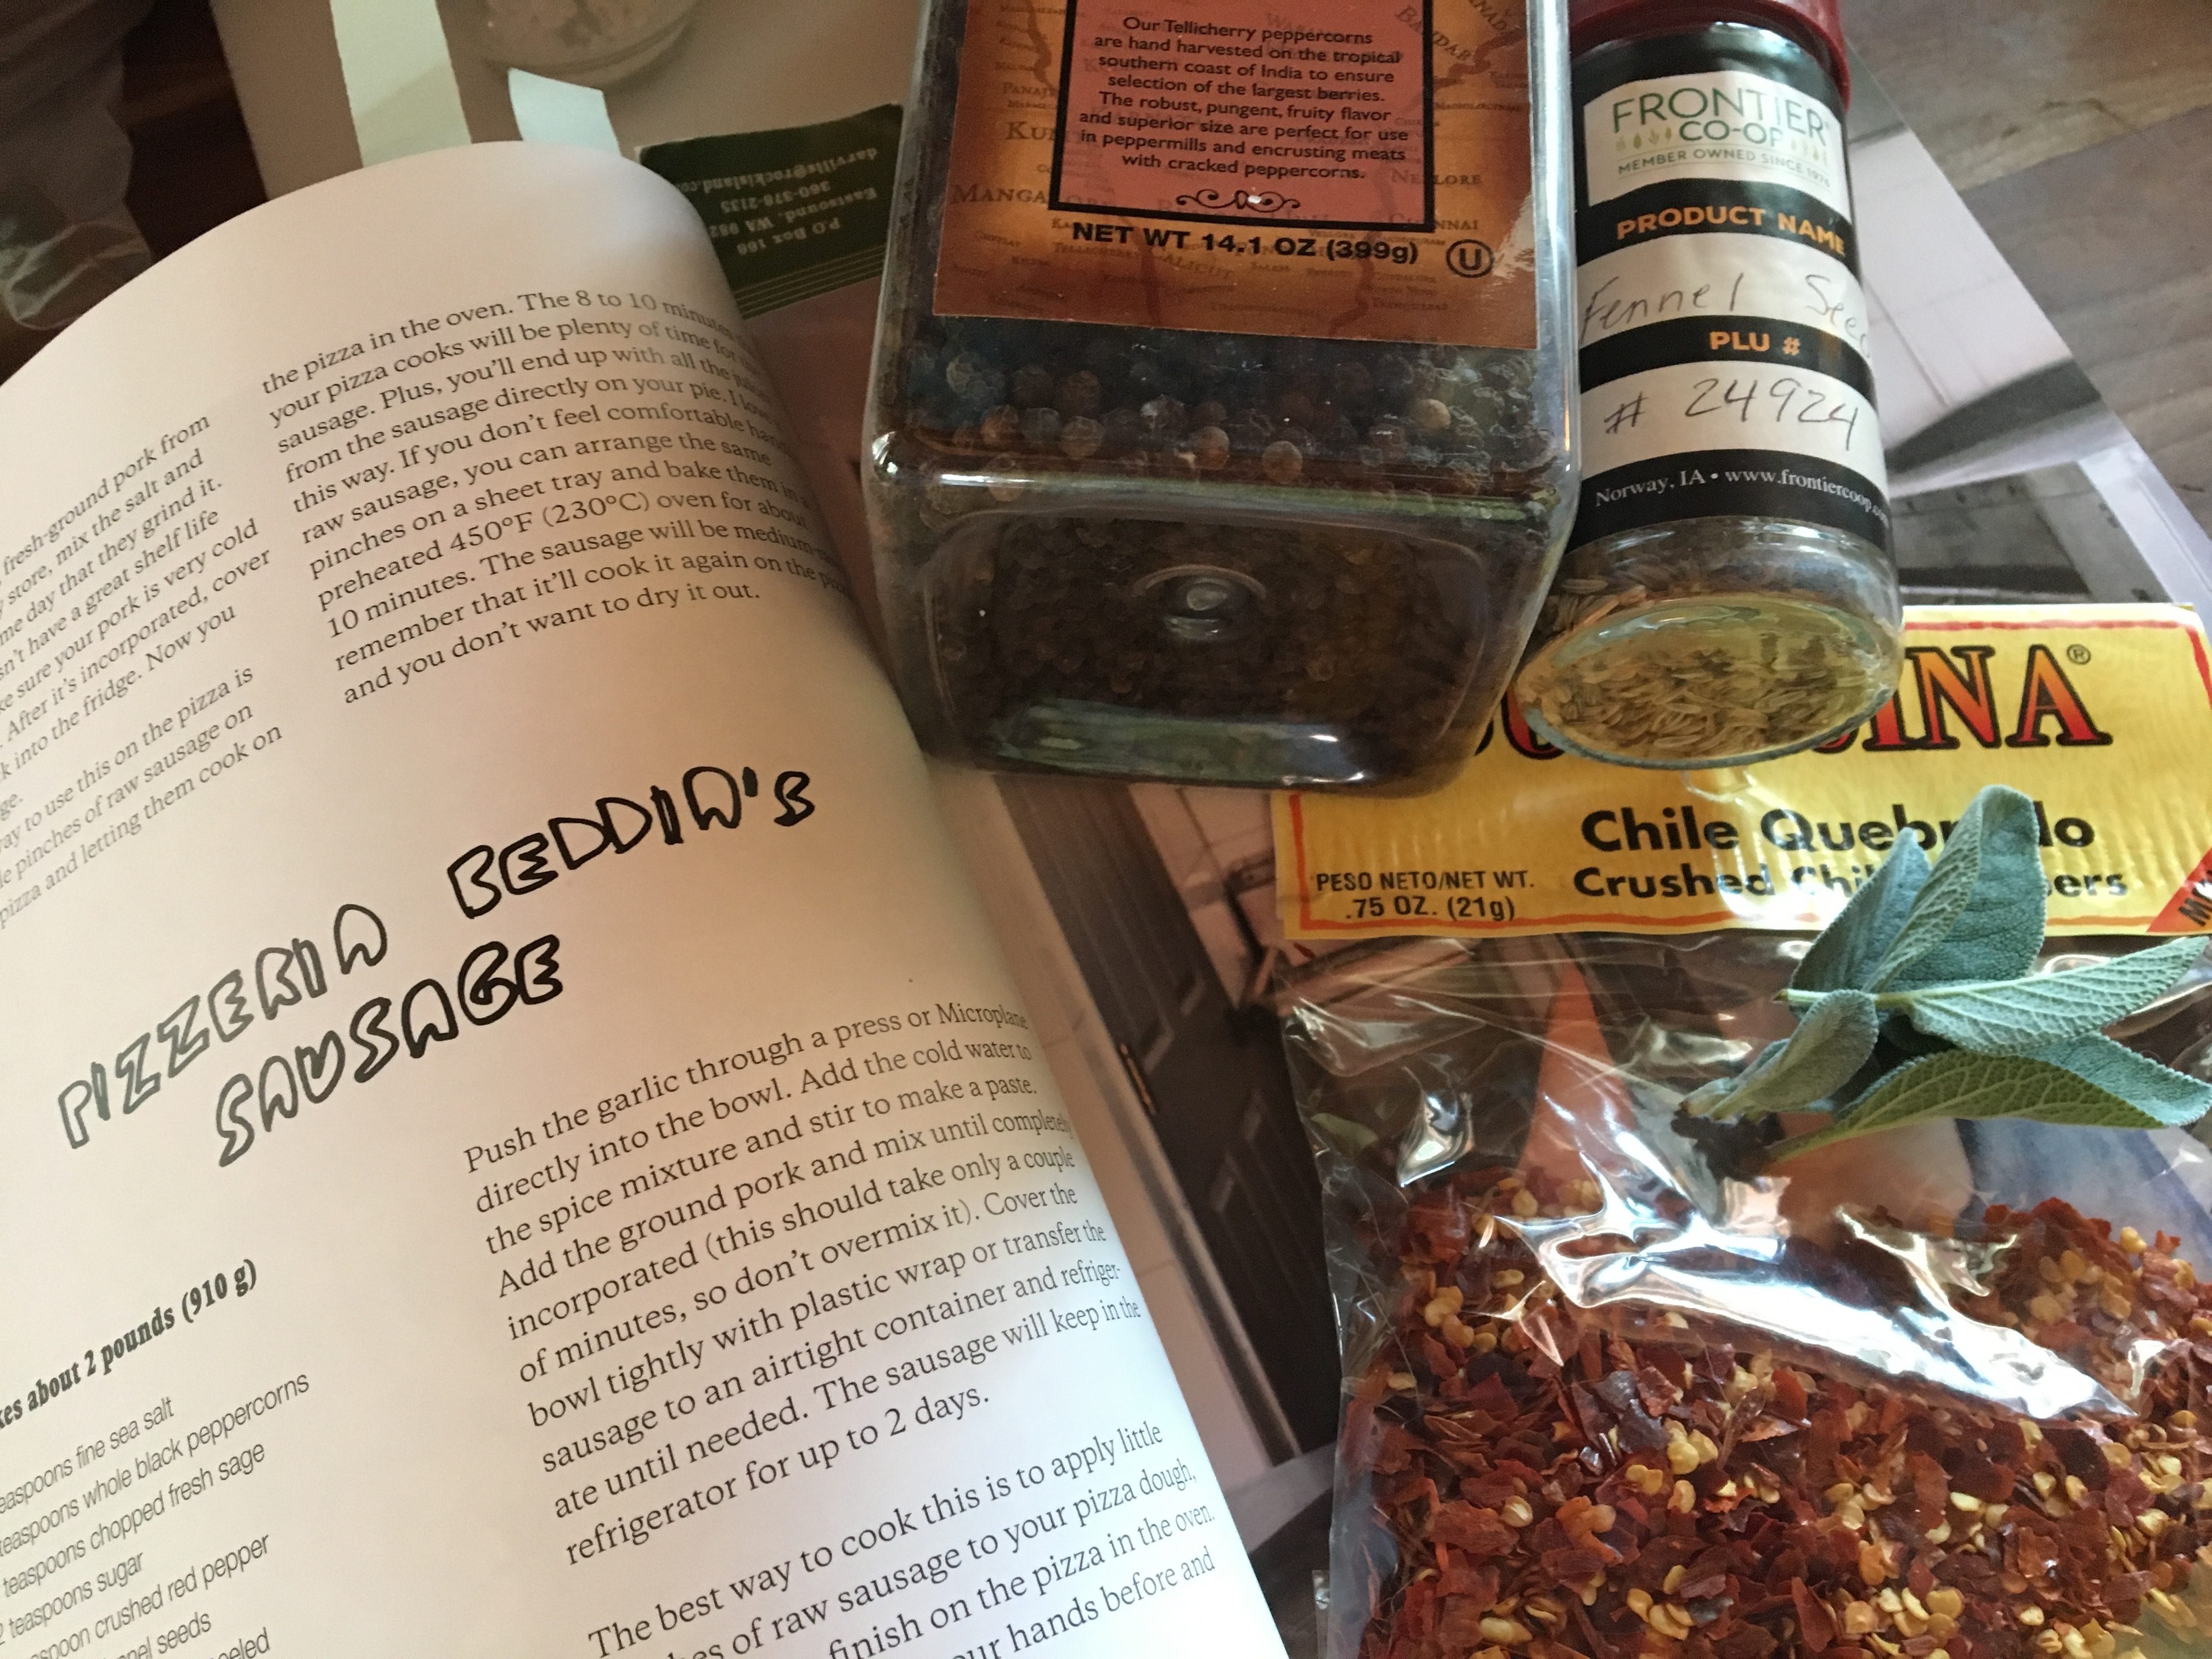 fresh-ground pork from
store, mix the salt and
day that they grind it.
have a great shelf life
sure your pork is very cold
After it's incorporated, cover
into the fridge. Now you
to use this on the pizza is
pinches of raw sausage on
pizza and letting them cook on
the pizza in the oven. The 8 to 10 minutes
your pizza cooks will be plenty of time for
sausage. Plus, you'll end up with all the
from the sausage directly on your pie. I
this way. If you don't feel comfortable
raw sausage, you can arrange the same
pinches on a sheet tray and bake them in
preheated 450°F (230°C) oven for about
10 minutes. The sausage will be medium
remember that it'll cook it again on the
and you don't want to dry it out.
PIZZERIA BEDDIA'S
SAUSAGE
about 2 pounds (910 g)
fine sea salt
teaspoons whole black peppercorns
teaspoons chopped fresh sage
teaspoons sugar
crushed red pepper
seeds
Push the garlic through a press or Microplane
directly into the bowl. Add the cold water to
the spice mixture and stir to make a paste.
Add the ground pork and mix until completely
incorporated (this should take only a couple
of minutes, so don't overmix it). Cover the
bowl tightly with plastic wrap or transfer the
sausage to an airtight container and refriger-
ate until needed. The sausage will keep in the
refrigerator for up to 2 days.
The best way to cook this is to apply little
of raw sausage to your pizza dough,
finish on the pizza in the oven.
hands before and
P.O Box 166
Eastsound, WA
360-376-2135
darvills@rockisland.com
Our Tellicherry peppercorns
are hand harvested on the tropical
southern coast of India to ensure
selection of the largest berries.
The robust, pungent, fruity flavor
and superior size are perfect for use
in peppermills and encrusting meats
with cracked peppercorns.
NET WT 14.1 OZ (399g) U
FRONTIER
CO-OP
MEMBER OWNED SINCE 1976
PRODUCT NAME
Fennel Seed
PLU #
# 24924
Norway, IA • www.frontiercoop.com
Chile
PESO NETO/NET WT.
.75 OZ. (21g)
Crushed